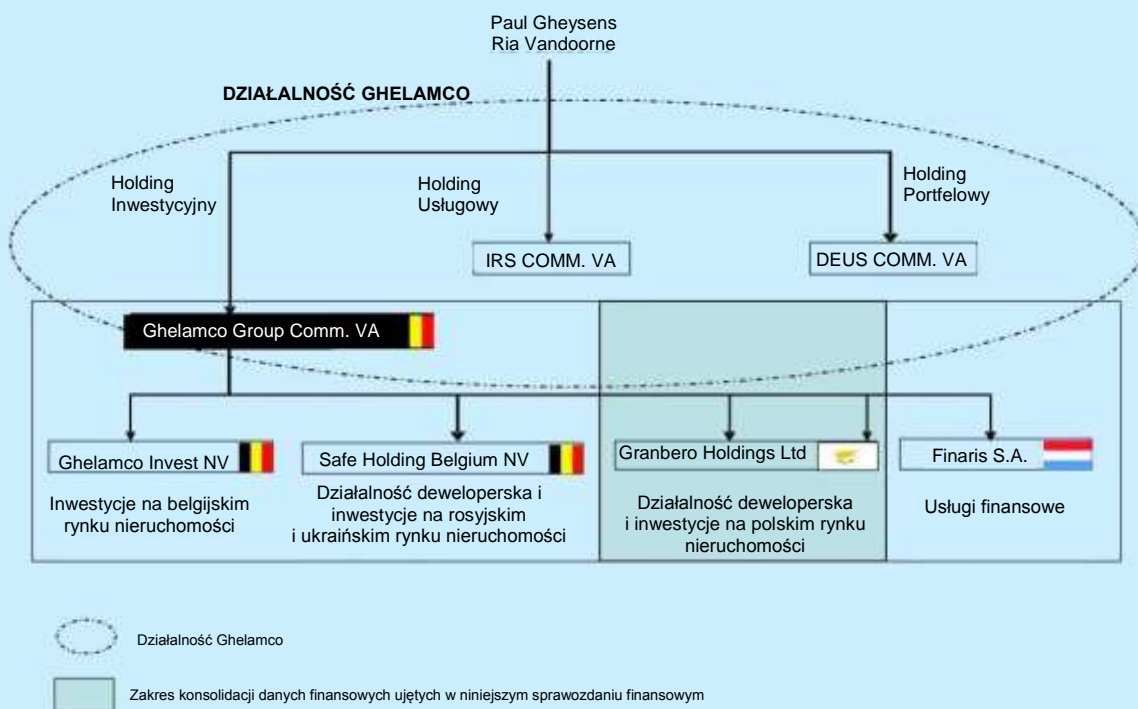 Paul Gheysens
Ria Vandoorne
DZIAŁALNOŚĆ GHELAMCO
Holding
Inwestycyjny
Holding
Usługowy
Holding
Portfelowy
IRS COMM. VA
DEUS COMM. VA
Ghelamco Group Comm. VA
Ghelamco Invest NV
Safe Holding Belgium NV
Granbero Holdings Ltd
Finaris S.A.
Inwestycje na belgijskim
rynku nieruchomości
Działalność deweloperska i
inwestycje na rosyjskim
i ukraińskim rynku nieruchomości
Działalność deweloperska
i inwestycje na polskim rynku
nieruchomości
Usługi finansowe
Działalność Ghelamco
Zakres konsolidacji danych finansowych ujętych w niniejszym sprawozdaniu finansowym